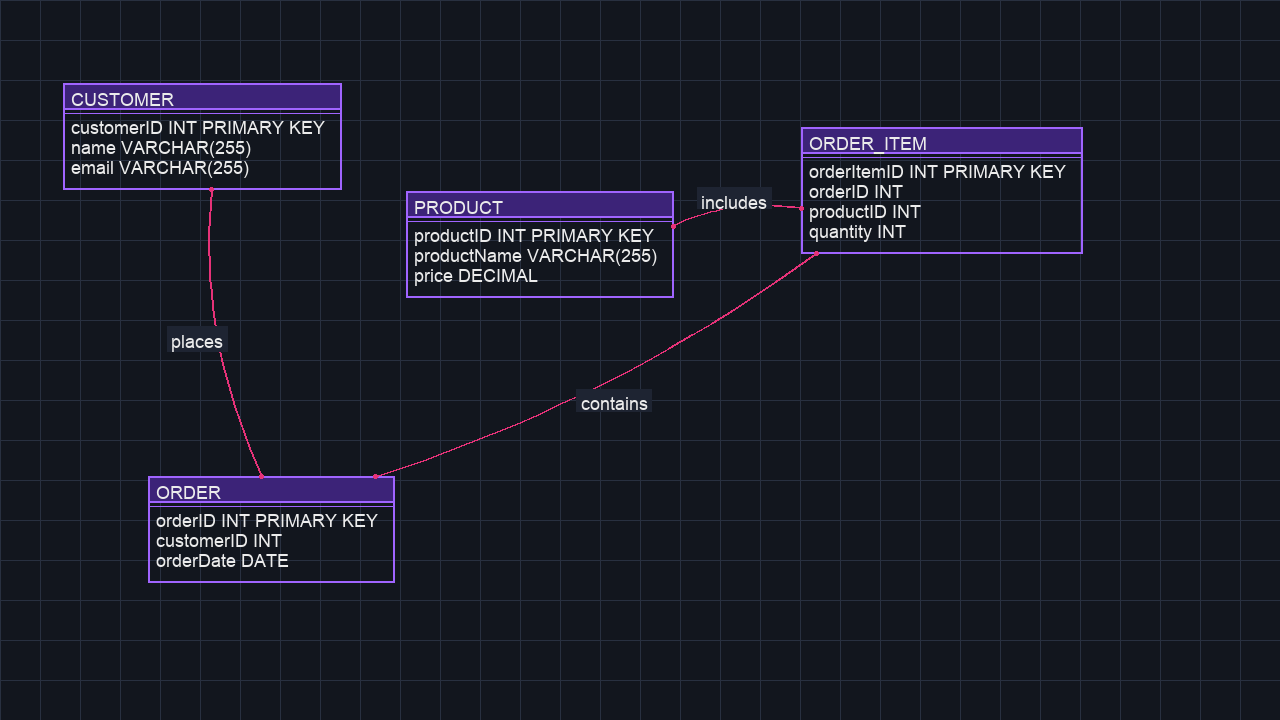 CUSTOMER
customerID INT PRIMARY KEY
name VARCHAR(255)
email VARCHAR(255)
ORDER_ITEM
orderItemID INT PRIMARY KEY
orderID INT
productID INT
quantity INT
includes
PRODUCT
productID INT PRIMARY KEY
productName VARCHAR(255)
price DECIMAL
places
contains
ORDER
orderID INT PRIMARY KEY
customerID INT
orderDate DATE